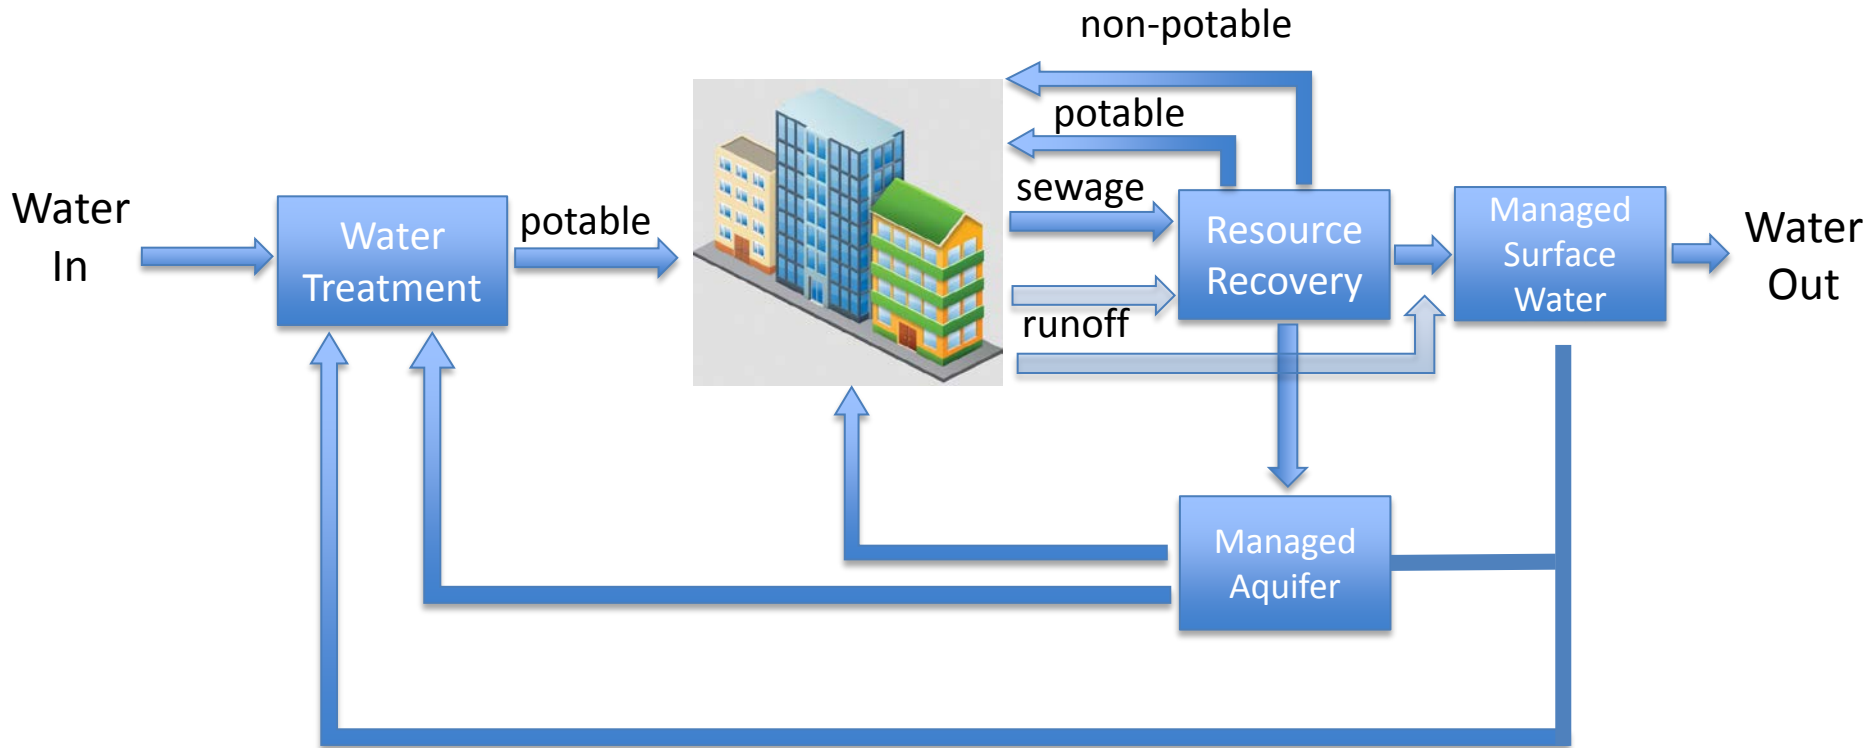 non-potable
potable
sewage
runoff
Water
In
Water
Treatment
potable
Resource
Recovery
Managed
Surface
Water
Water
Out
Managed
Aquifer